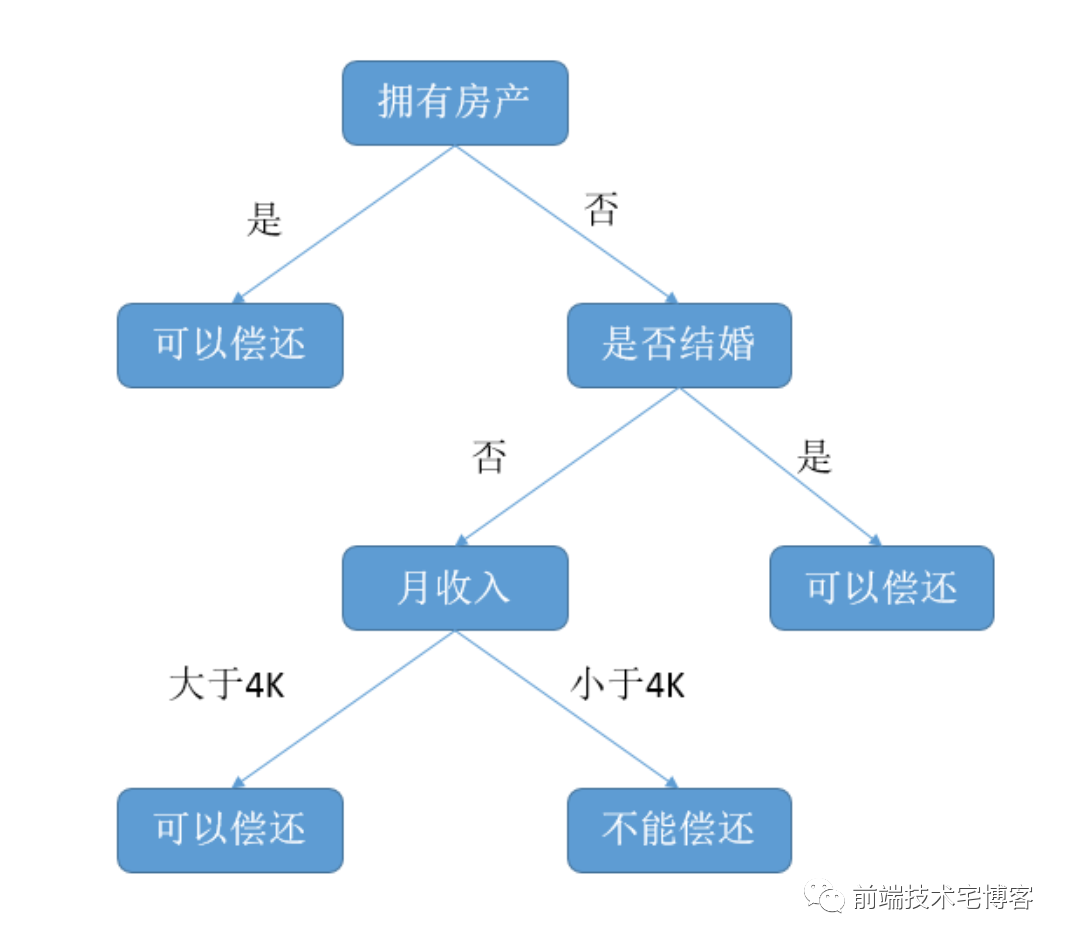 拥有房产
是
否
可以偿还
是否结婚
否
是
月收入
可以偿还
大于4K
小于4K
可以偿还
不能偿还
前端技术宅博客